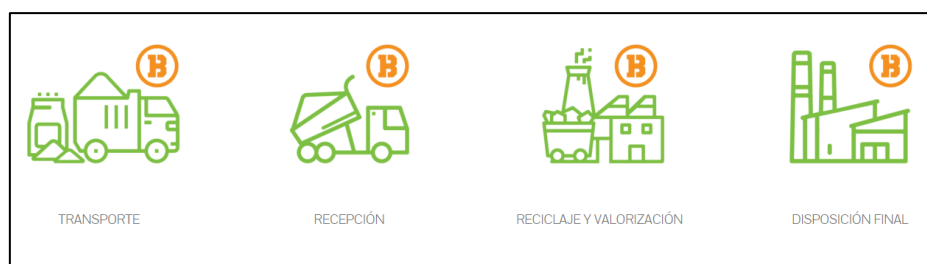 B B B B
TRANSPORTE RECEPCIÓN RECICLAJE Y VALORIZACIÓN DISPOSICIÓN FINAL